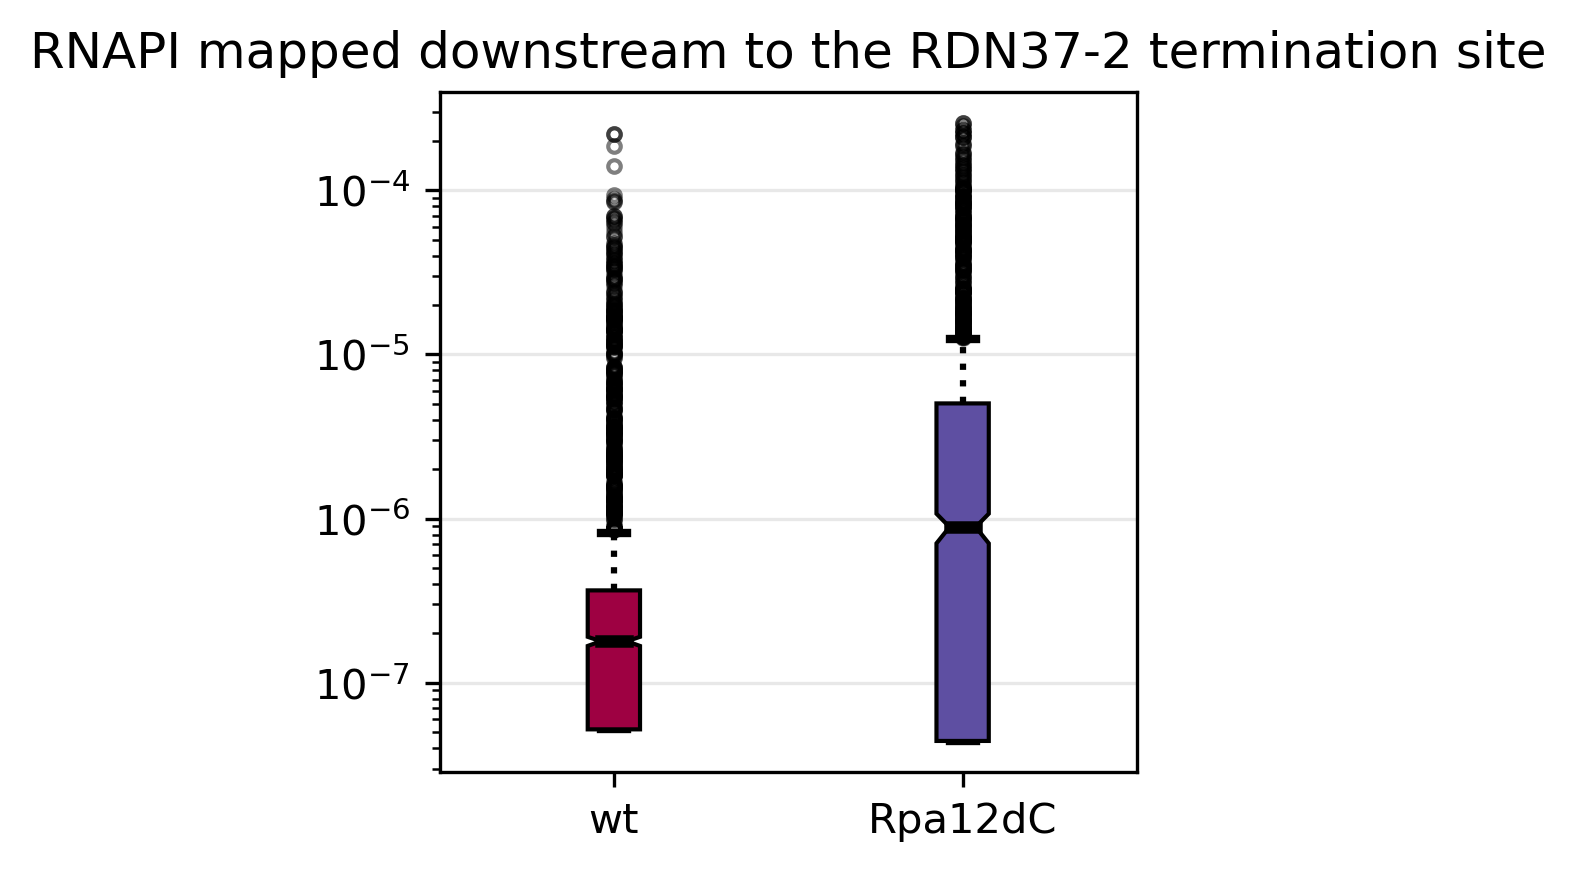 RNAPI mapped downstream to the RDN37-2 termination site
10⁻⁴
10⁻⁵
10⁻⁶
10⁻⁷
wt
Rpa12dC